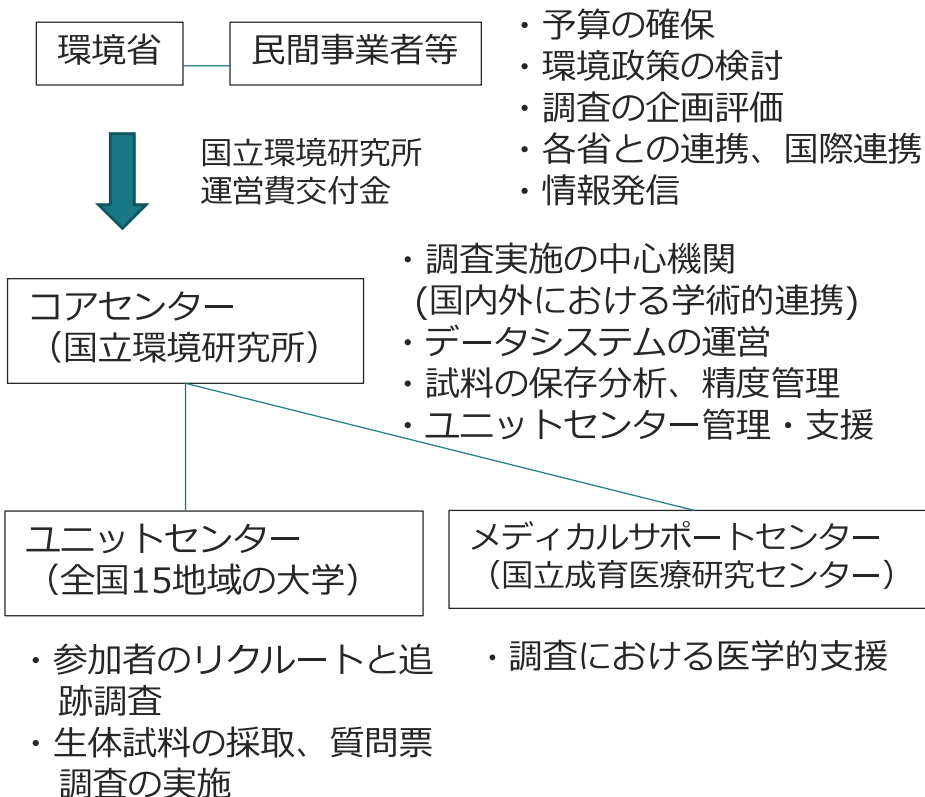 環境省
民間事業者等
・予算の確保
・環境政策の検討
・調査の企画評価
・各省との連携、国際連携
・情報発信
国立環境研究所
運営費交付金
コアセンター
（国立環境研究所）
・調査実施の中心機関
(国内外における学術的連携)
・データシステムの運営
・試料の保存分析、精度管理
・ユニットセンター管理・支援
ユニットセンター
（全国15地域の大学）
・参加者のリクルートと追
跡調査
・生体試料の採取、質問票
調査の実施
メディカルサポートセンター
（国立成育医療研究センター）
・調査における医学的支援